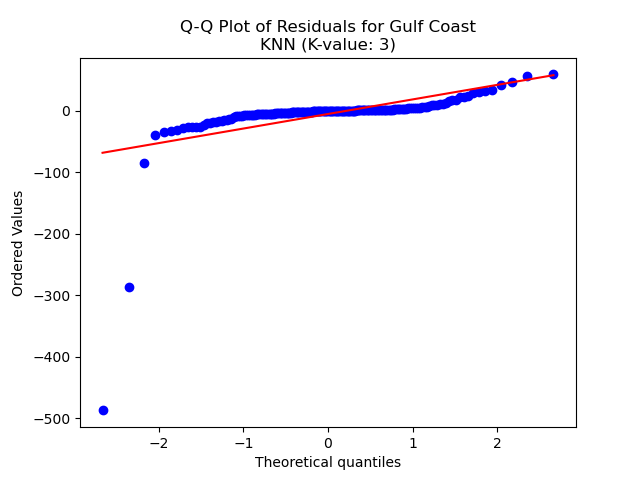 Q-Q Plot of Residuals for Gulf Coast
KNN (K-value: 3)
Ordered Values
0
−100
−200
−300
−400
−500
−2
−1
0
1
2
Theoretical quantiles